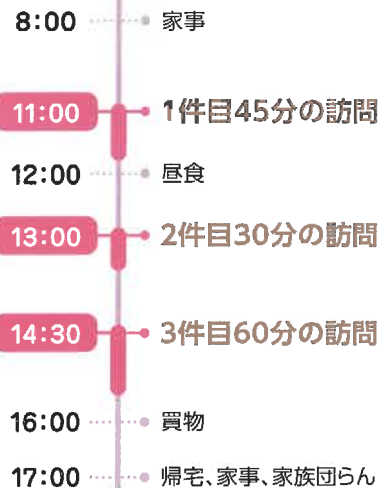 8:00 家事
11:00 1件目45分の訪問
12:00 昼食
13:00 2件目30分の訪問
14:30 3件目60分の訪問
16:00 買物
17:00 帰宅、家事、家族団らん